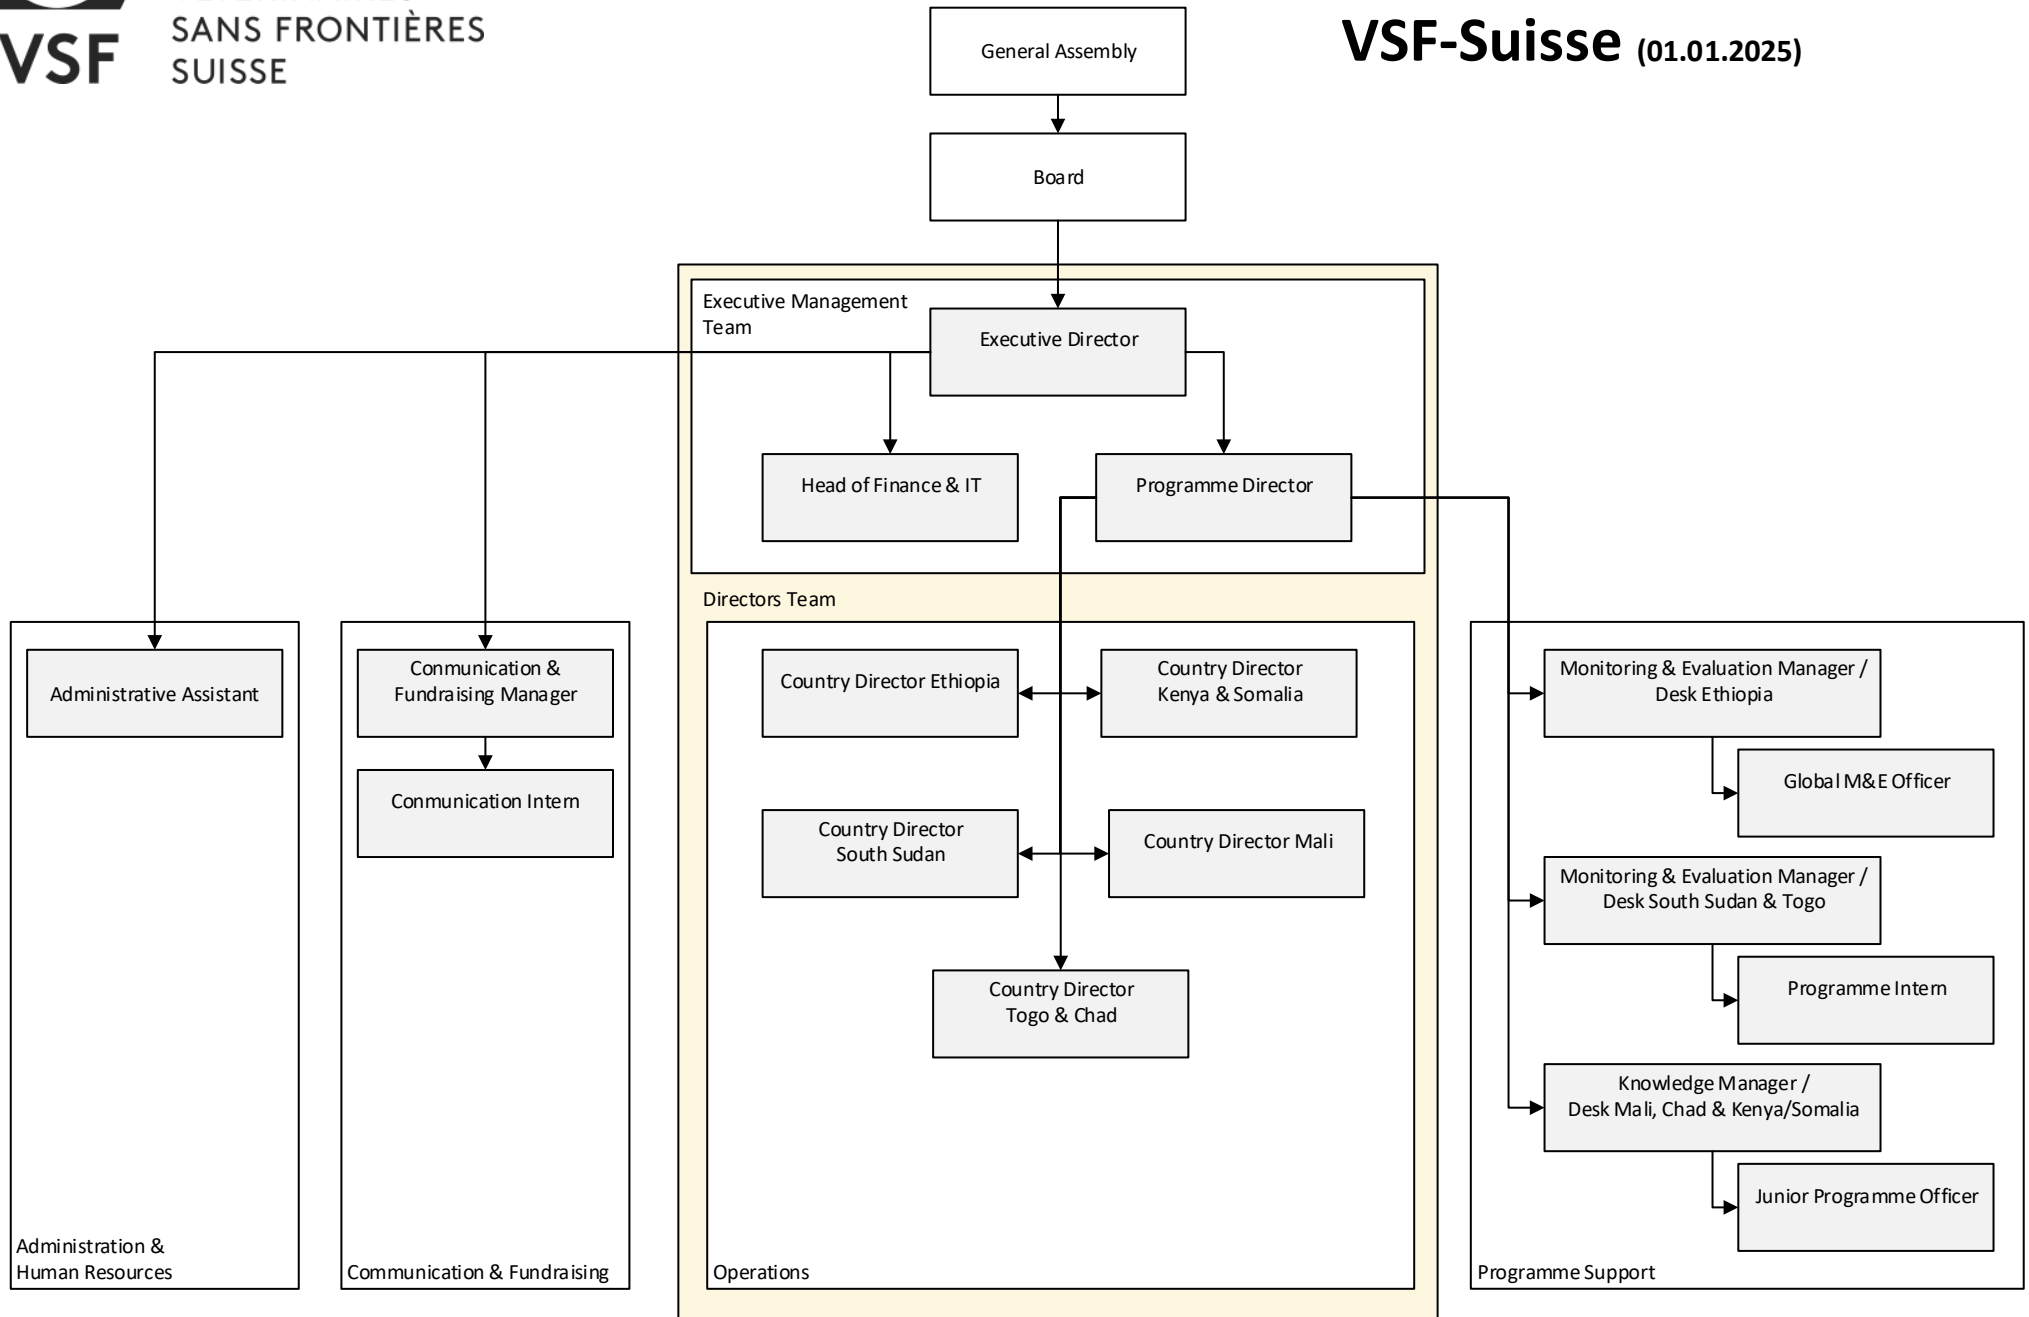 VSF
SANS FRONTIÈRES
SUISSE
VSF-Suisse (01.01.2025)
General Assembly
Board
Executive Management
Team
Executive Director
Head of Finance & IT
Programme Director
Directors Team
Administrative Assistant
Administration &
Human Resources
Conmunication &
Fundraising Manager
Conmunication Intern
Communication & Fundraising
Country Director Ethiopia
Country Director
Kenya & Somalia
Country Director
South Sudan
Country Director Mali
Country Director
Togo & Chad
Operations
Monitoring & Evaluation Manager /
Desk Ethiopia
Global M&E Officer
Monitoring & Evaluation Manager /
Desk South Sudan & Togo
Programme Intern
Knowledge Manager /
Desk Mali, Chad & Kenya/Somalia
Junior Programme Officer
Programme Support